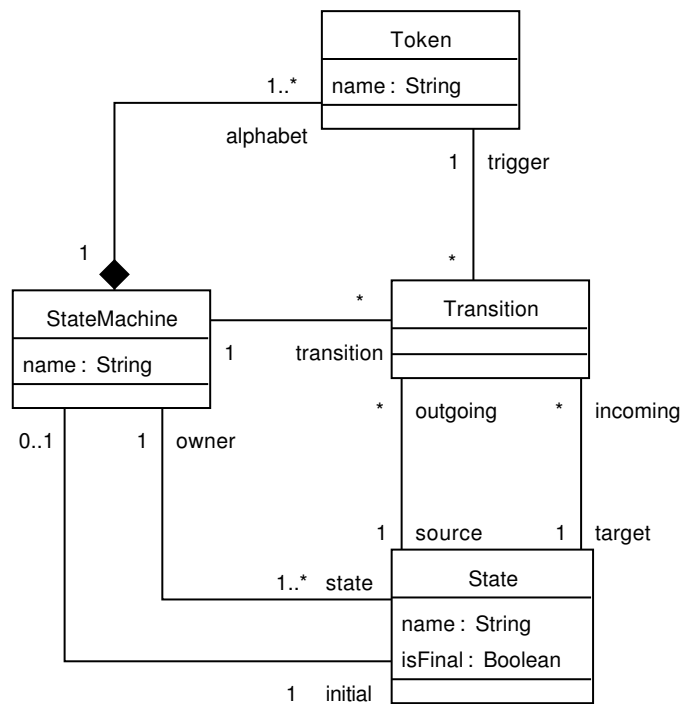 Token
name : String
1..*
alphabet
1 trigger
1
*
StateMachine
name : String
*
1 transition
Transition
* outgoing
* incoming
0..1
1 owner
1 source
1 target
1..* state
State
name : String
isFinal : Boolean
1 initial